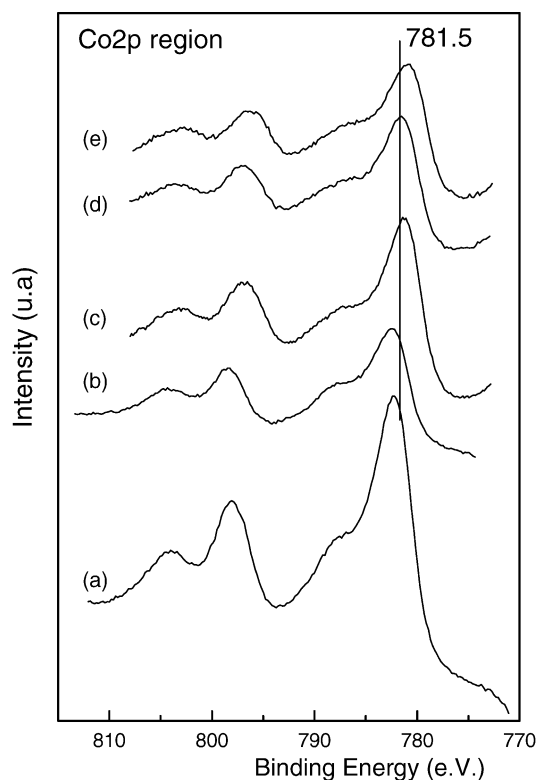 Co2p region
781.5
(e)
(d)
(c)
(b)
(a)
Intensity (u.a)
810 800 790 780 770
Binding Energy (e.V.)